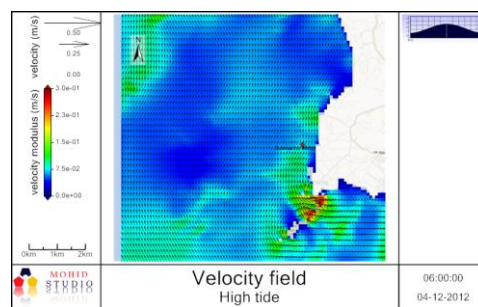 velocity (m/s)
0.50
0.25
0.00
velocity modulus (m/s)
3.0e-01
2.3e-01
1.5e-01
7.5e-02
0.0e+00
N
0km 1km 2km
MOHID
STUDIO
Velocity field
High tide
06:00:00
04-12-2012